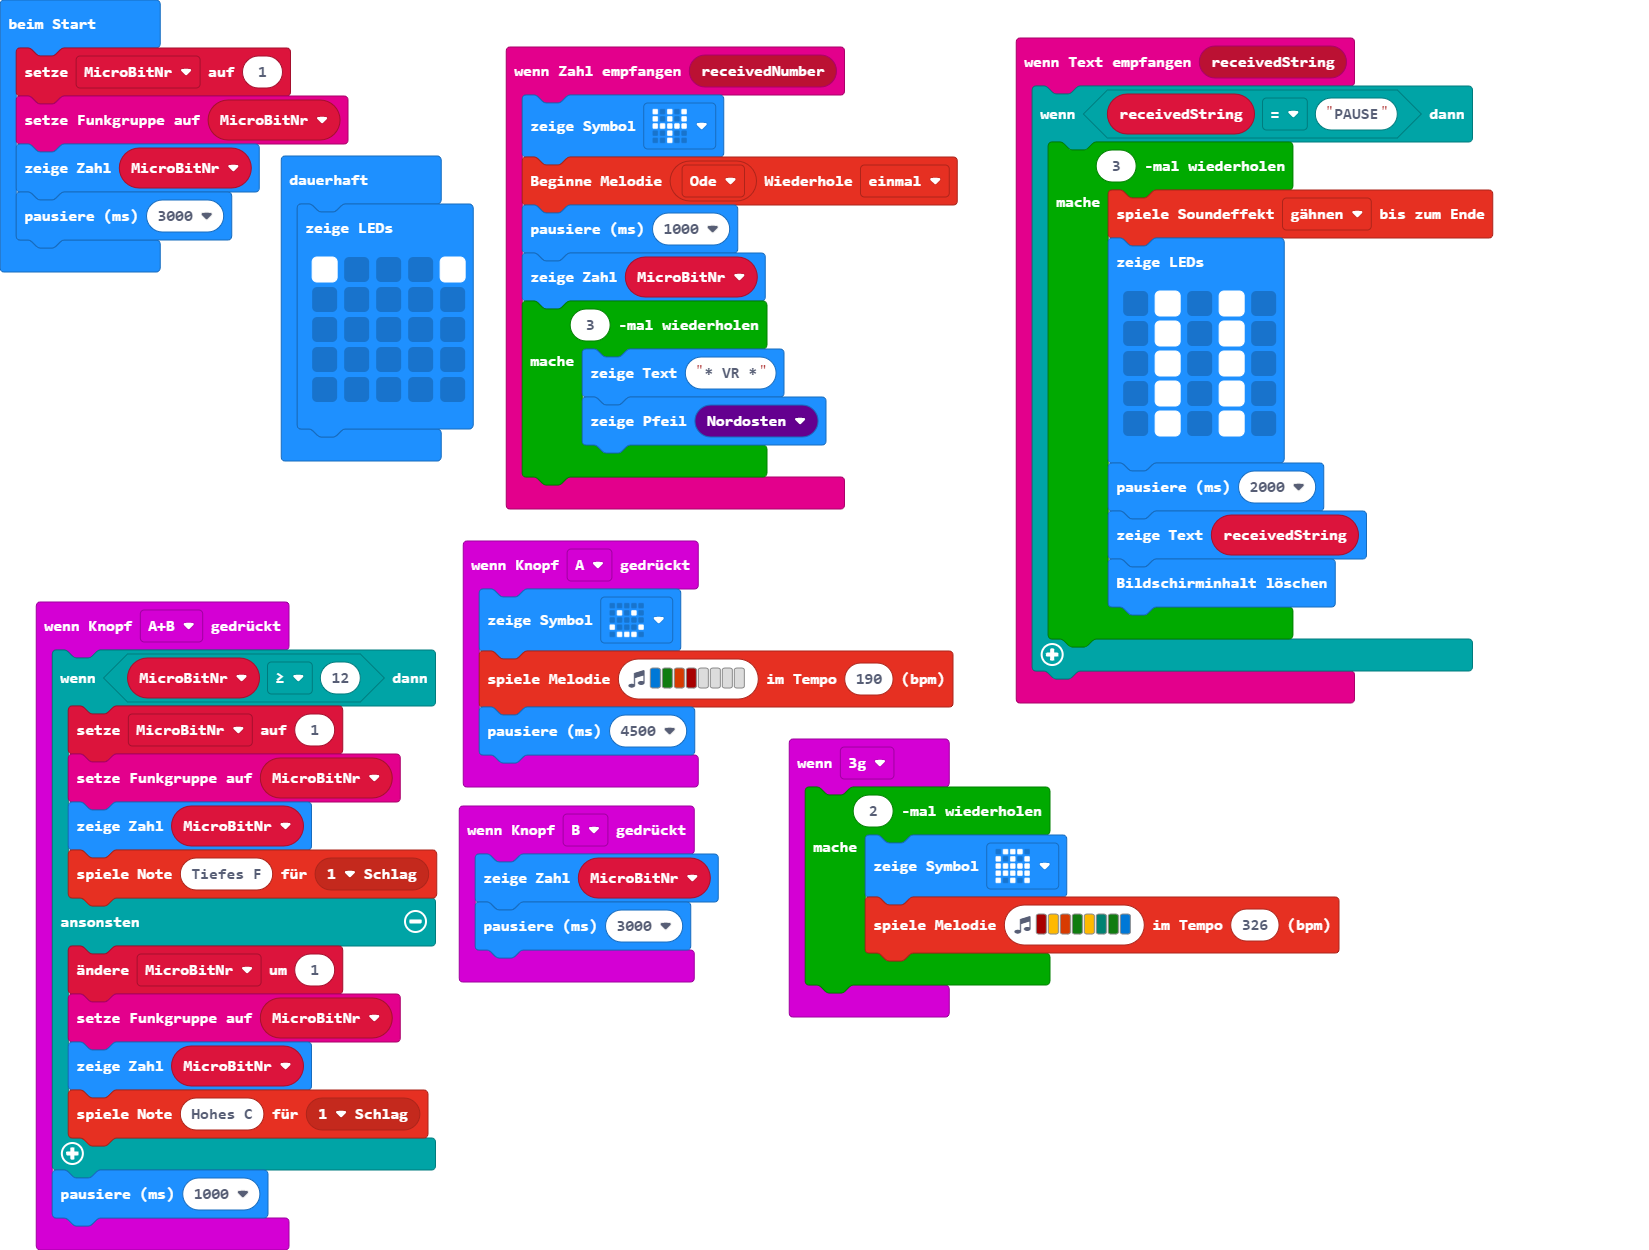 beim Start
setze MicroBitNr auf 1
setze Funkgruppe auf MicroBitNr
zeige Zahl MicroBitNr
pausiere (ms) 3000
dauerhaft
zeige LEDs
wenn Zahl empfangen receivedNumber
zeige Symbol
Beginne Melodie Ode Wiederhole einmal
pausiere (ms) 1000
zeige Zahl MicroBitNr
3 -mal wiederholen
mache
zeige Text "* VR *"
zeige Pfeil Nordosten
wenn Text empfangen receivedString
wenn receivedString = "PAUSE" dann
3 -mal wiederholen
mache
spiele Soundeffekt gähnen bis zum Ende
zeige LEDs
pausiere (ms) 2000
zeige Text receivedString
Bildschirminhalt löschen
wenn Knopf A+B gedrückt
wenn MicroBitNr ≥ 12 dann
setze MicroBitNr auf 1
setze Funkgruppe auf MicroBitNr
zeige Zahl MicroBitNr
spiele Note Tiefes F für 1 Schlag
ansonsten
ändere MicroBitNr um 1
setze Funkgruppe auf MicroBitNr
zeige Zahl MicroBitNr
spiele Note Hohes C für 1 Schlag
pausiere (ms) 1000
wenn Knopf A gedrückt
zeige Symbol
spiele Melodie im Tempo 190 (bpm)
pausiere (ms) 4500
wenn Knopf B gedrückt
zeige Zahl MicroBitNr
pausiere (ms) 3000
wenn 3g
2 -mal wiederholen
mache
zeige Symbol
spiele Melodie im Tempo 326 (bpm)